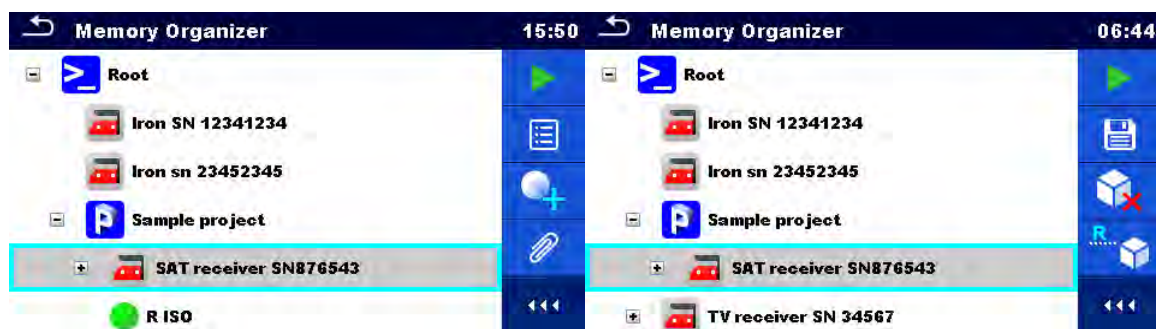 Memory Organizer 15:50
Root
Iron SN 12341234
Iron sn 23452345
Sample project
SAT receiver SN876543
R ISO
Memory Organizer 06:44
Root
Iron SN 12341234
Iron sn 23452345
Sample project
R
SAT receiver SN876543
TV receiver SN 34567